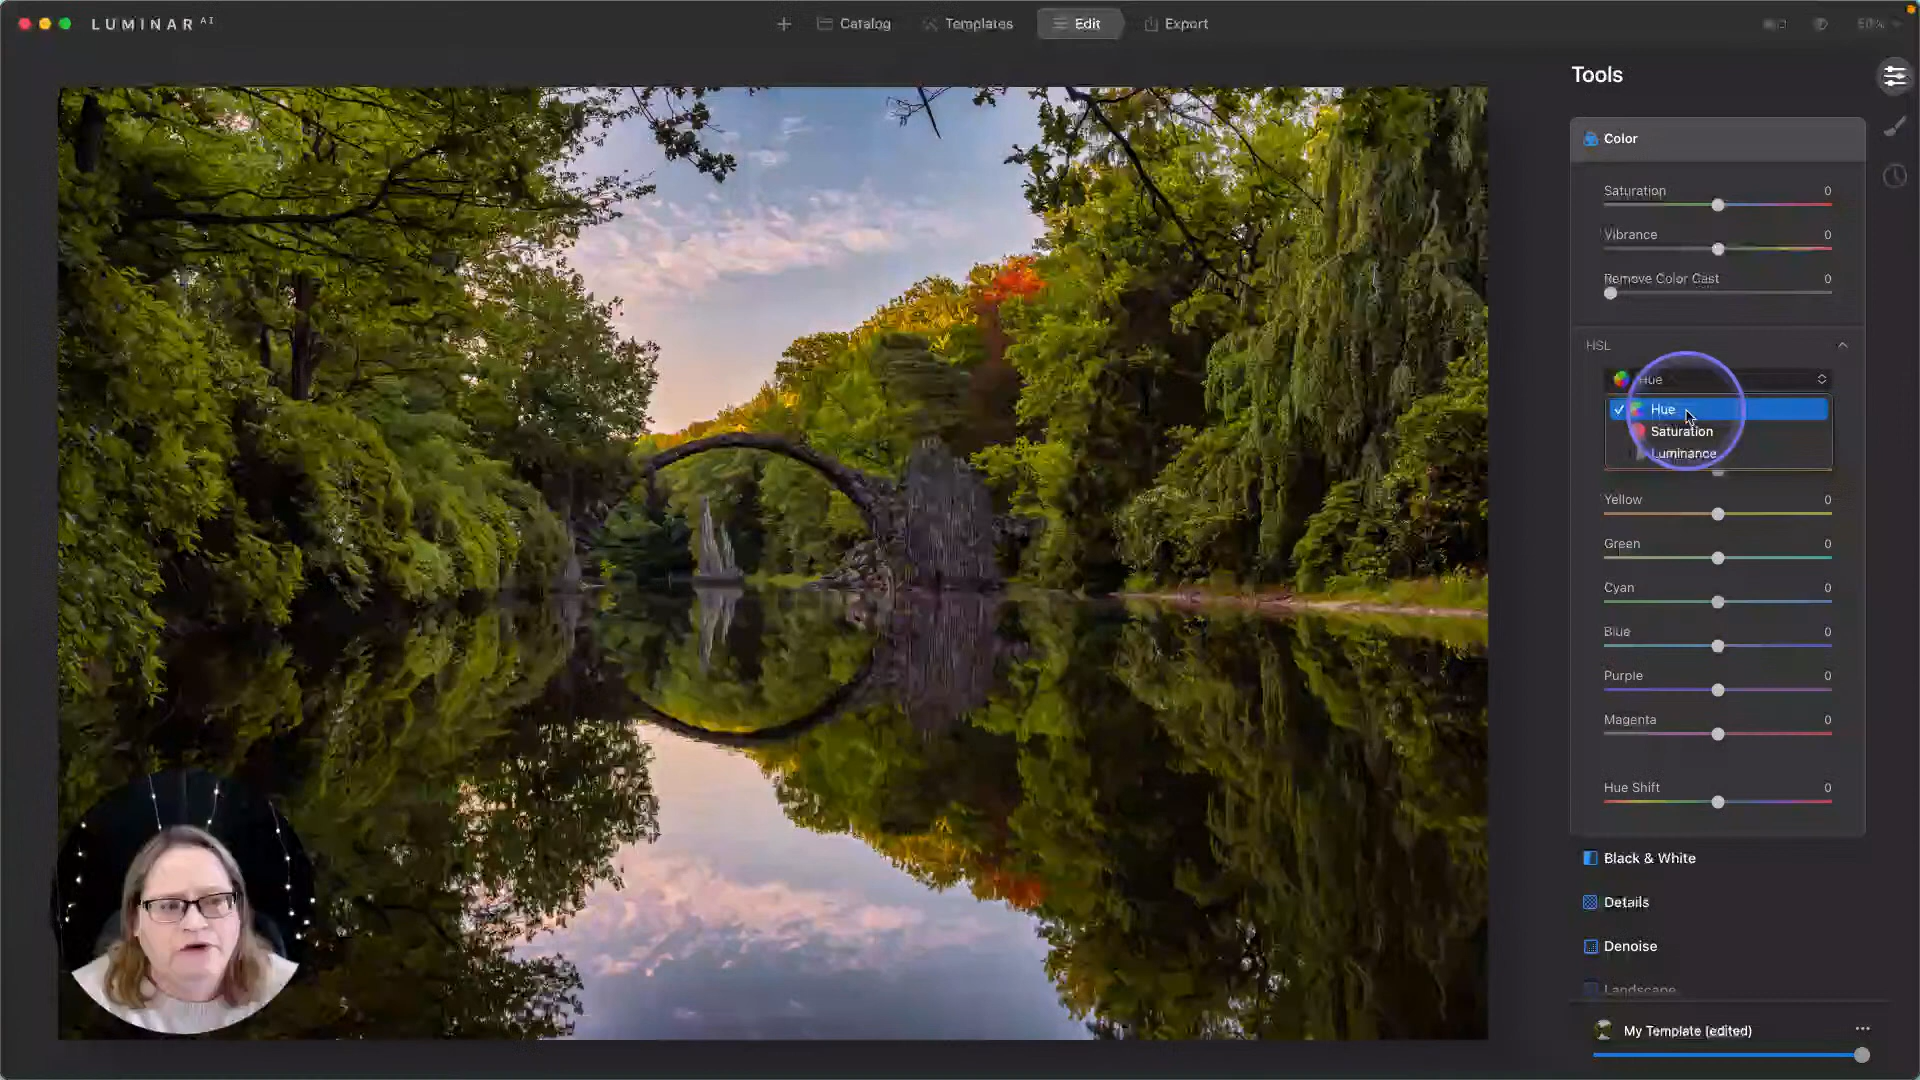 LUMINAR AI
Catalog
Templates
Edit
Export
50%
Tools
Color
Saturation 0
Vibrance 0
Remove Color Cast 0
HSL
Hue
Hue
Saturation
Luminance
Yellow 0
Green 0
Cyan 0
Blue 0
Purple 0
Magenta 0
Hue Shift 0
Black & White
Details
Denoise
Landscape
My Template (edited)